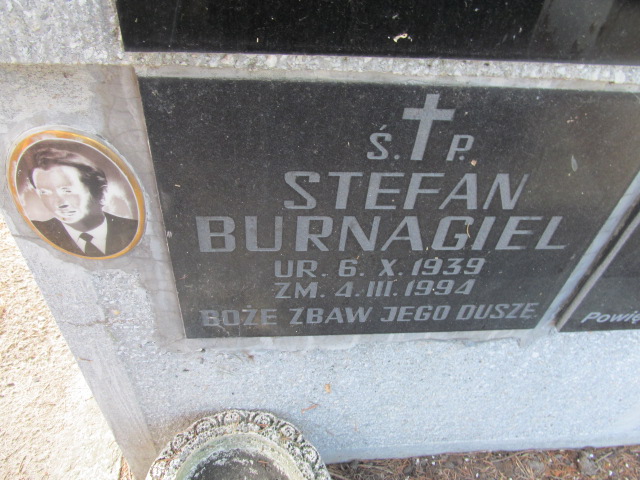 Ś. P.
STEFAN
BURNAGIEL
UR. 6. X. 1939
ZM. 4. III. 1994
BOŻE ZBAW JEGO DUSZĘ.